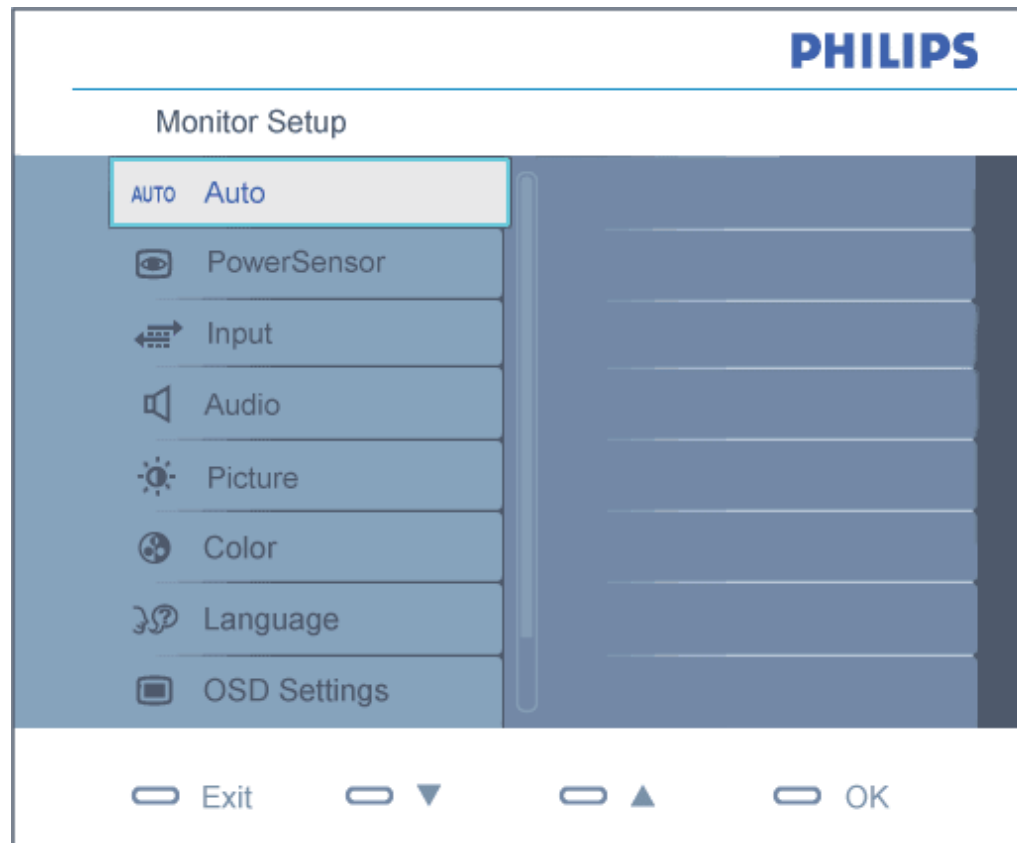 PHILIPS
Monitor Setup
AUTO Auto
PowerSensor
Input
Audio
Picture
Color
Language
OSD Settings
Exit ▼ ▲ OK